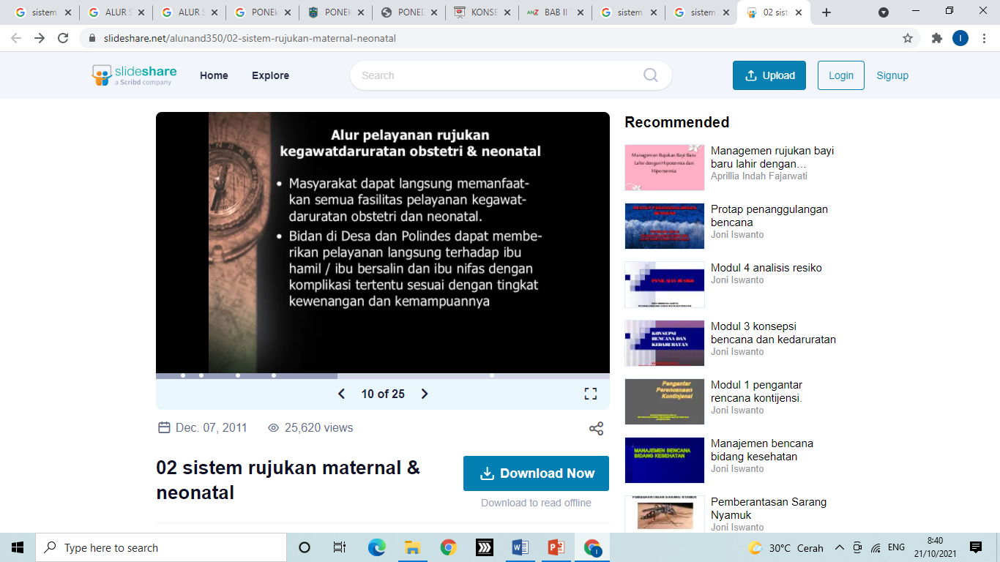 sistem
ALUR S
ALUR S
PONEK
PONEK
PONED
KONSE
BAB II
sistem
sistem
02 sist
slideshare.net/alunand350/02-sistem-rujukan-maternal-neonatal
I
slideshare
a Scribd company
Home
Explore
Search
Upload
Login
Signup
Alur pelayanan rujukan
kegawatdaruratan obstetri & neonatal
• Masyarakat dapat langsung memanfaat-
kan semua fasilitas pelayanan kegawat-
daruratan obstetri dan neonatal.
• Bidan di Desa dan Polindes dapat membe-
rikan pelayanan langsung terhadap ibu
hamil / ibu bersalin dan ibu nifas dengan
komplikasi tertentu sesuai dengan tingkat
kewenangan dan kemampuannya
10 of 25
Dec. 07, 2011
25,620 views
02 sistem rujukan maternal &
neonatal
Download Now
Download to read offline
Recommended
Managemen Rujukan Bayi Baru
Lahir dengan Hipotermia dan
Hipertermia
Managemen rujukan bayi
baru lahir dengan…
Aprillia Indah Fajarwati
PROTAP PENANGGULANGAN
BENCANA
Protap penanggulangan
bencana
Joni Iswanto
PENILAIAN RESIKO
Modul 4 analisis resiko
Joni Iswanto
KONSEPSI
BENCANA DAN
KEDARURATAN
Modul 3 konsepsi
bencana dan kedaruratan
Joni Iswanto
Pengantar
Perencanaan
Kontinjensi
Modul 1 pengantar
rencana kontijensi.
Joni Iswanto
MANAJEMEN BENCANA
BIDANG KESEHATAN
Manajemen bencana
bidang kesehatan
Joni Iswanto
PEMBERANTASAN SARANG NYAMUK
Pemberantasan Sarang
Nyamuk
Joni Iswanto
Type here to search
30°C Cerah
ENG
8:40
21/10/2021